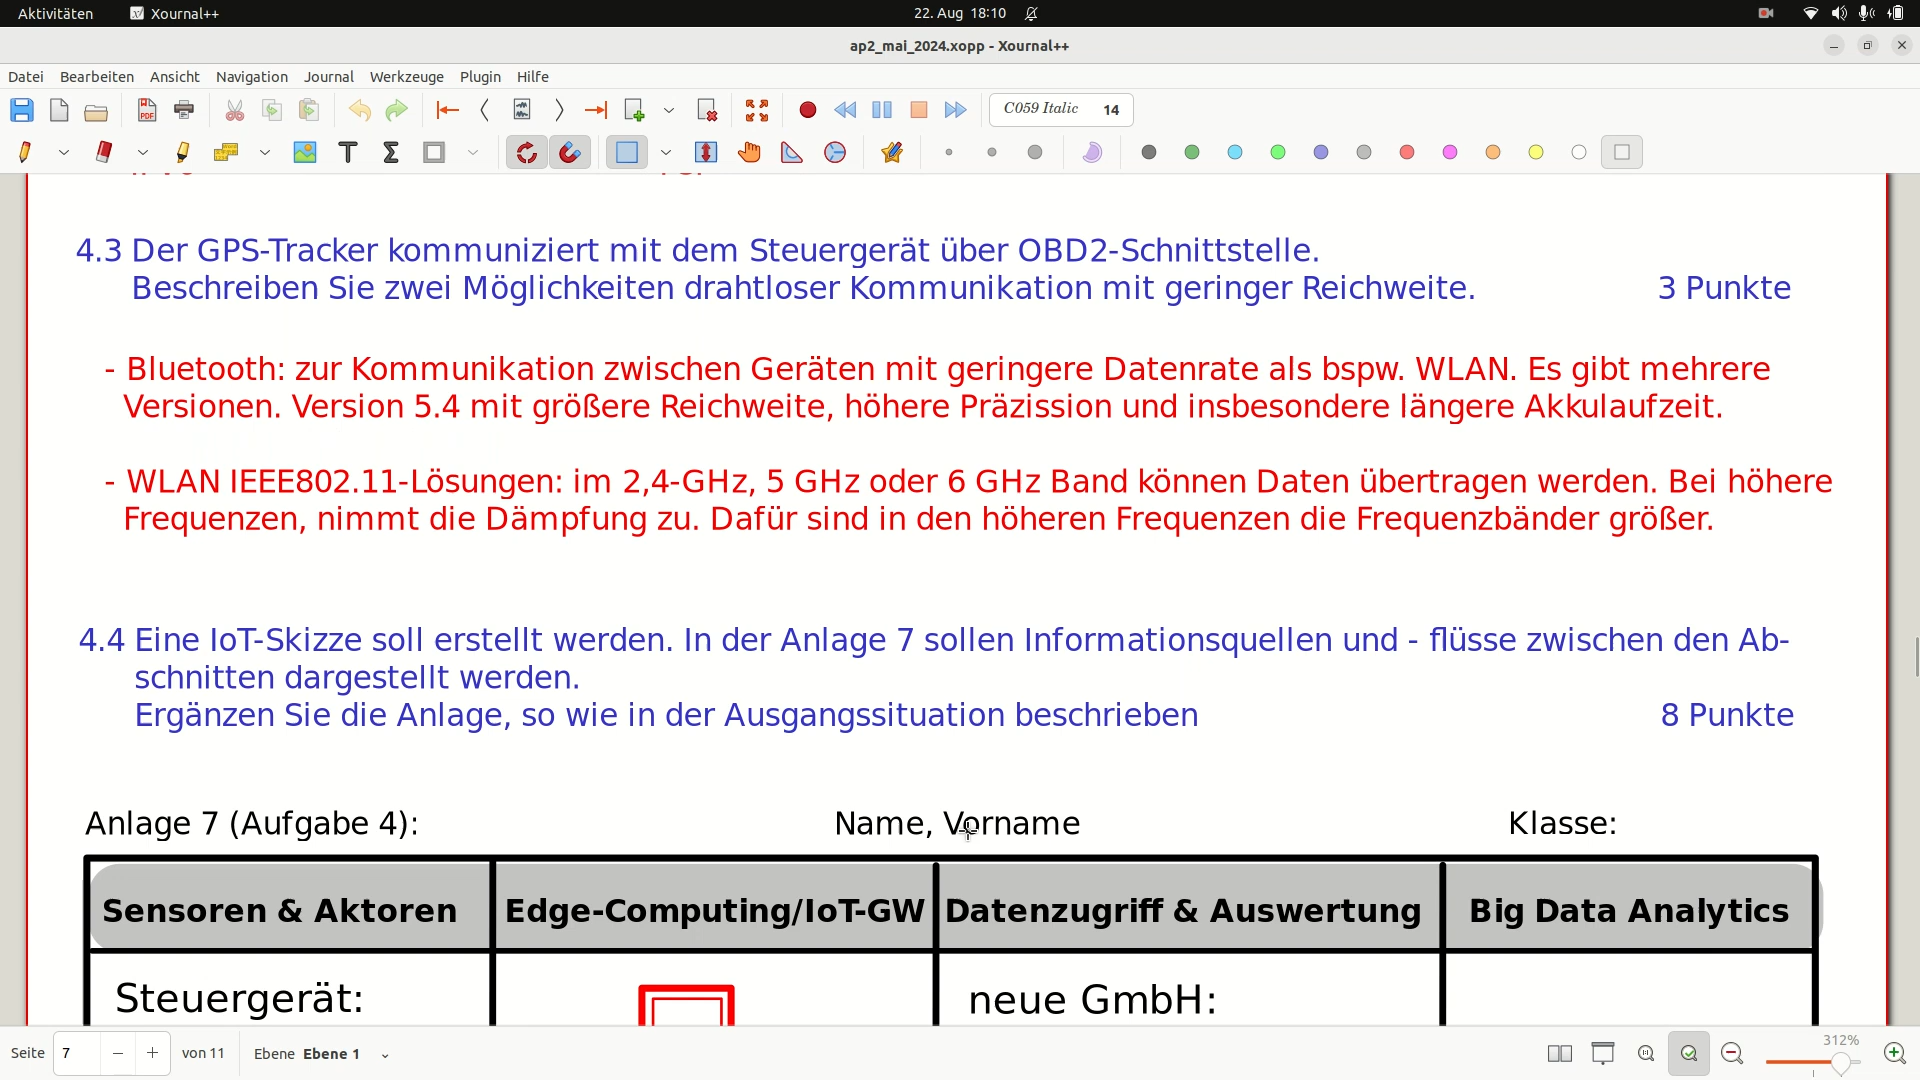 Aktivitäten Xournal++ 22. Aug 18:10
ap2_mai_2024.xopp - Xournal++
Datei Bearbeiten Ansicht Navigation Journal Werkzeuge Plugin Hilfe
C059 Italic 14
4.3 Der GPS-Tracker kommuniziert mit dem Steuergerät über OBD2-Schnittstelle.
Beschreiben Sie zwei Möglichkeiten drahtloser Kommunikation mit geringer Reichweite. 3 Punkte
- Bluetooth: zur Kommunikation zwischen Geräten mit geringere Datenrate als bspw. WLAN. Es gibt mehrere
Versionen. Version 5.4 mit größere Reichweite, höhere Präzission und insbesondere längere Akkulaufzeit.
- WLAN IEEE802.11-Lösungen: im 2,4-GHz, 5 GHz oder 6 GHz Band können Daten übertragen werden. Bei höhere
Frequenzen, nimmt die Dämpfung zu. Dafür sind in den höheren Frequenzen die Frequenzbänder größer.
4.4 Eine IoT-Skizze soll erstellt werden. In der Anlage 7 sollen Informationsquellen und - flüsse zwischen den Ab-
schnitten dargestellt werden.
Ergänzen Sie die Anlage, so wie in der Ausgangssituation beschrieben 8 Punkte
Anlage 7 (Aufgabe 4): Name, Vorname Klasse:
Sensoren & Aktoren Edge-Computing/IoT-GW Datenzugriff & Auswertung Big Data Analytics
Steuergerät: neue GmbH:
Seite 7 von 11 Ebene Ebene 1 312%